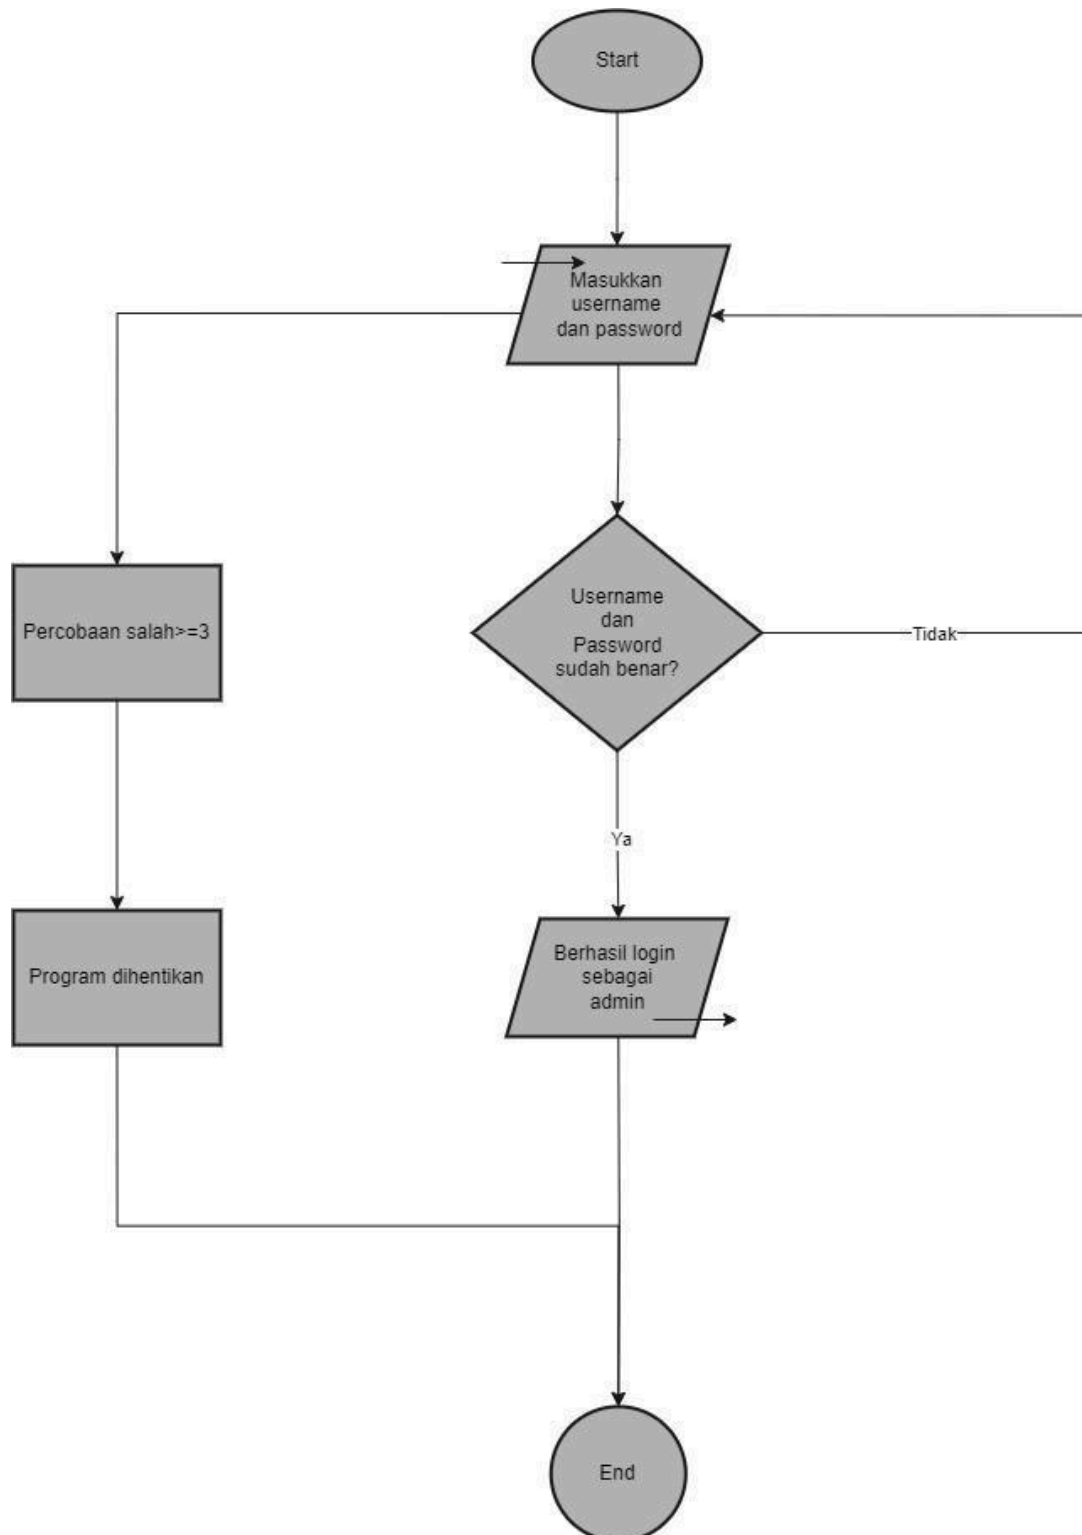 Start
Masukkan
username
dan password
Percobaan salah>=3
Username
dan
Password
sudah benar?
Tidak
Ya
Program dihentikan
Berhasil login
sebagai
admin
End